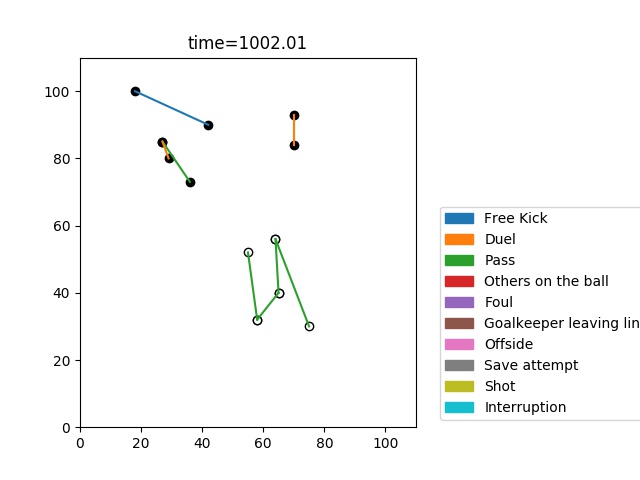 time=1002.01
100
80
60
40
20
0
0 20 40 60 80 100
Free Kick
Duel
Pass
Others on the ball
Foul
Goalkeeper leaving lin
Offside
Save attempt
Shot
Interruption